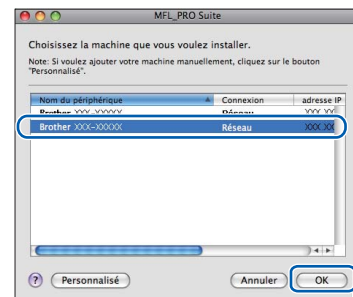 MFL_PRO Suite
Choisissez la machine que vous voulez installer.
Note: Si voulez ajouter votre machine manuellement, cliquez sur le bouton
"Personnalisé".
Nom du périphérique Connexion adresse IP
Brother XXX-XXXXX Réseau XXX.XX
Brother XXX-XXXXX Réseau XXX.XX
? Personnalisé Annuler OK